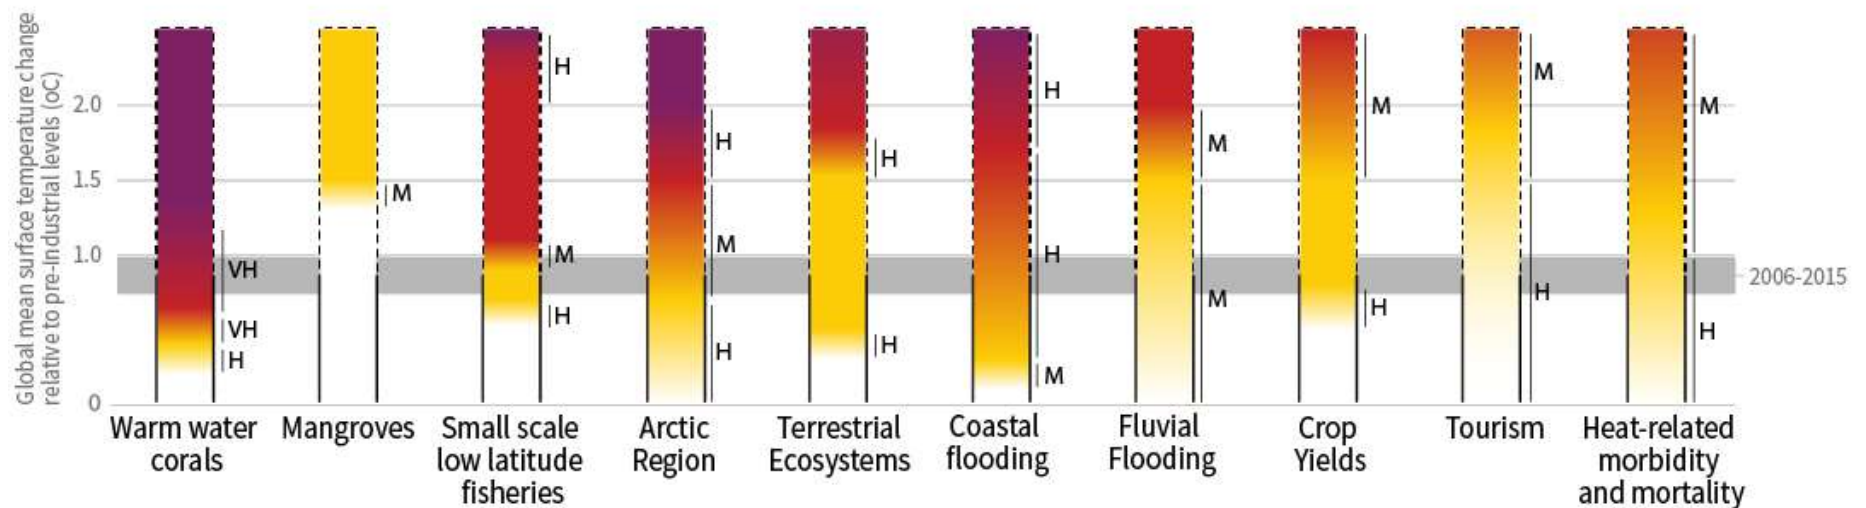 Global mean surface temperature change
relative to pre-industrial levels (oC)
2.0
1.5
1.0
0
VH
VH
H
M
H
M
H
H
M
H
H
H
H
H
M
M
M
M
H
M
H
M
H
2006-2015
Warm water
corals
Mangroves
Small scale
low latitude
fisheries
Arctic
Region
Terrestrial
Ecosystems
Coastal
flooding
Fluvial
Flooding
Crop
Yields
Tourism
Heat-related
morbidity
and mortality